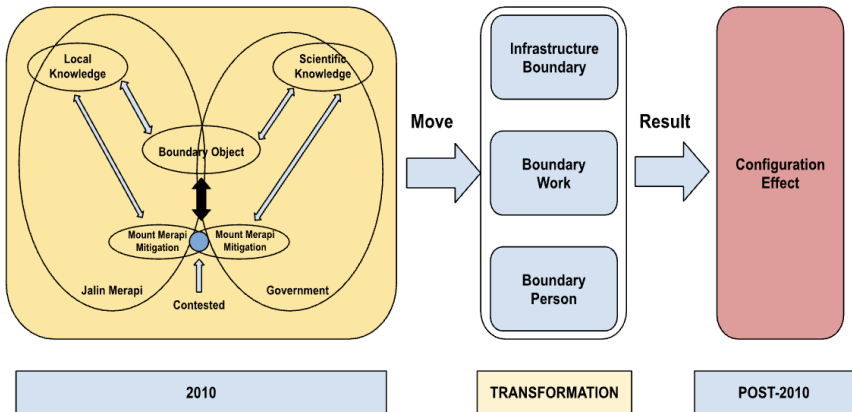 Local
Knowledge
Scientific
Knowledge
Boundary Object
Mount Merapi
Mitigation
Mount Merapi
Mitigation
Jalin Merapi
Government
Contested
Move
Infrastructure
Boundary
Boundary
Work
Boundary
Person
Result
Configuration
Effect
2010
TRANSFORMATION
POST-2010